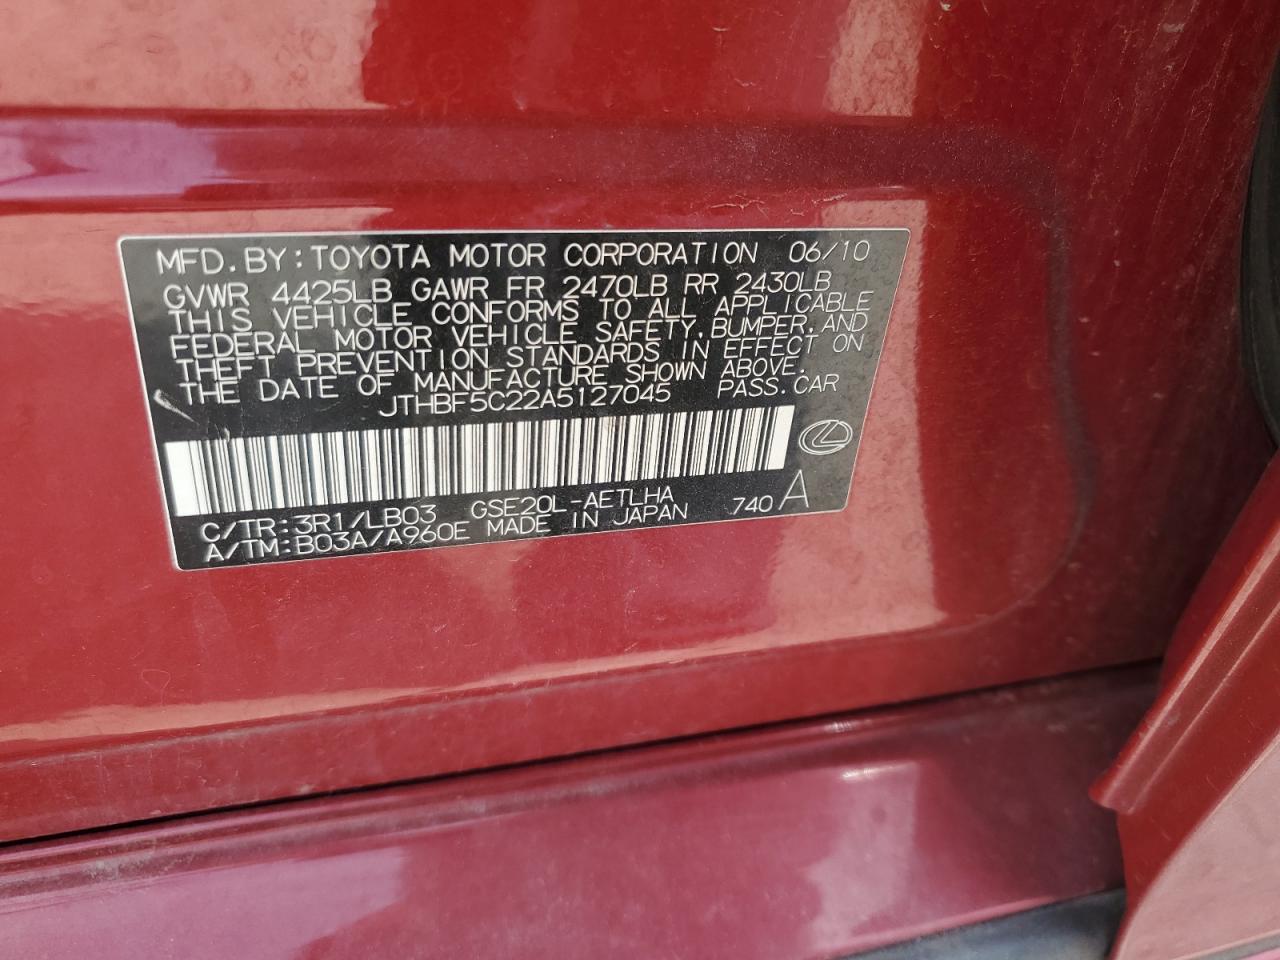 MFD.BY:TOYOTA MOTOR CORPORATION 06/10
GVWR 4425LB GAWR FR 2470LB RR 2430LB
THIS VEHICLE CONFORMS TO ALL APPLICABLE
FEDERAL MOTOR VEHICLE SAFETY,BUMPER,AND
THEFT PREVENTION STANDARDS IN EFFECT ON
THE DATE OF MANUFACTURE SHOWN ABOVE.
JTHBF5C22A5127045 PASS.CAR
C/TR:3R1/LB03 GSE20L-AETLHA 740 A
A/TM:B03A/A960E MADE IN JAPAN